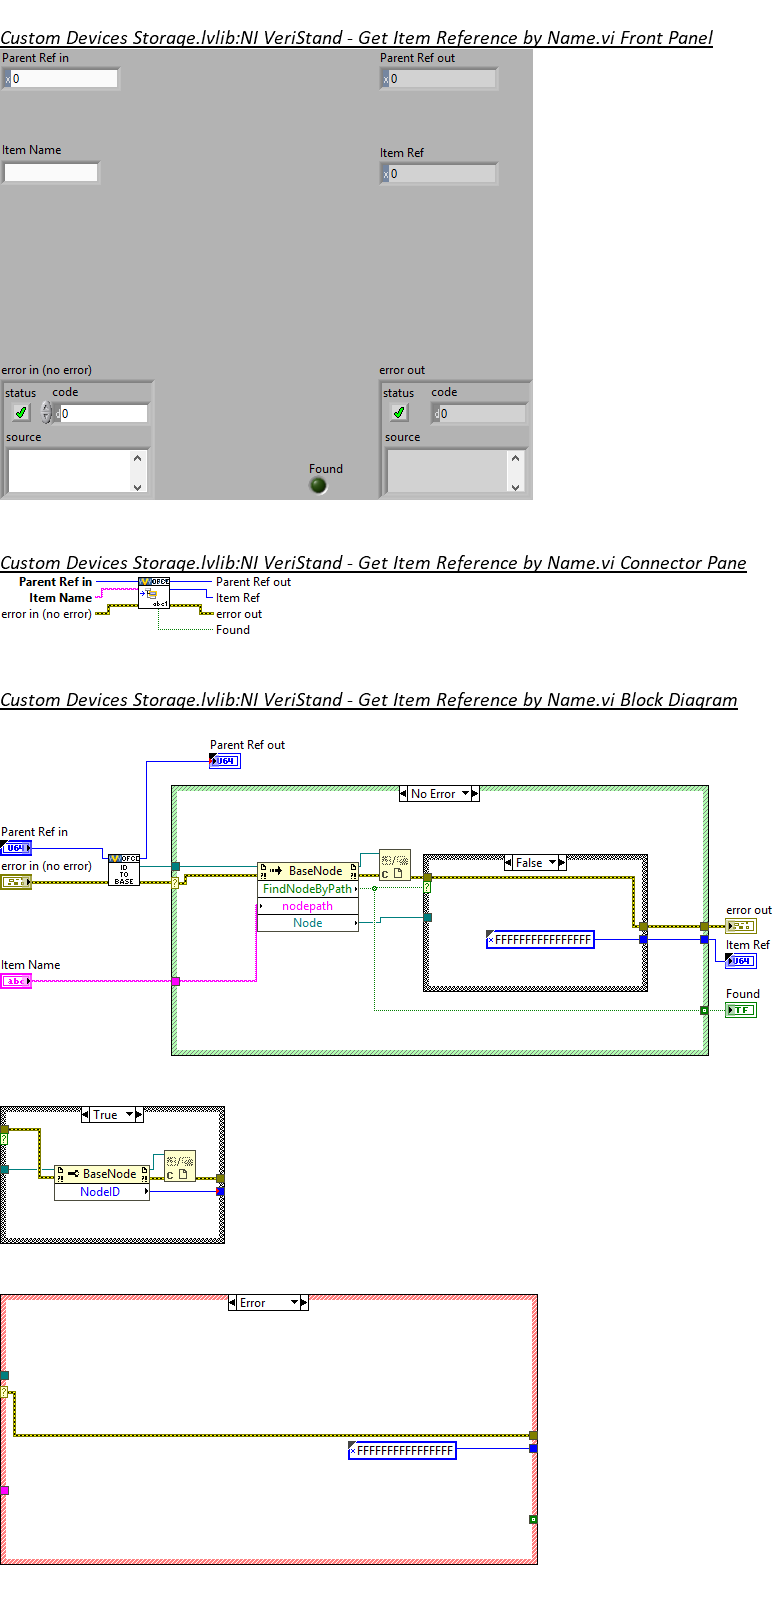 Custom Devices Storage.lvlib:NI VeriStand - Get Item Reference by Name.vi Front Panel
Parent Ref in
Parent Ref out
x 0
x 0
Item Name
Item Ref
x 0
error in (no error)
error out
status code
status code
d 0
d 0
source
source
Found
Custom Devices Storage.lvlib:NI VeriStand - Get Item Reference by Name.vi Connector Pane
Parent Ref in
Parent Ref out
Item Name
Item Ref
error in (no error)
error out
Found
abc1
Custom Devices Storage.lvlib:NI VeriStand - Get Item Reference by Name.vi Block Diagram
Parent Ref out
U64
No Error
Parent Ref in
U64
error in (no error)
ID
TO
BASE
BaseNode
FindNodeByPath
nodepath
Node
C
False
?
?
x FFFFFFFFFFFFFFFF
error out
Item Ref
U64
Item Name
abc
Found
TF
True
?
BaseNode
NodeID
C
Error
?
x FFFFFFFFFFFFFFFF